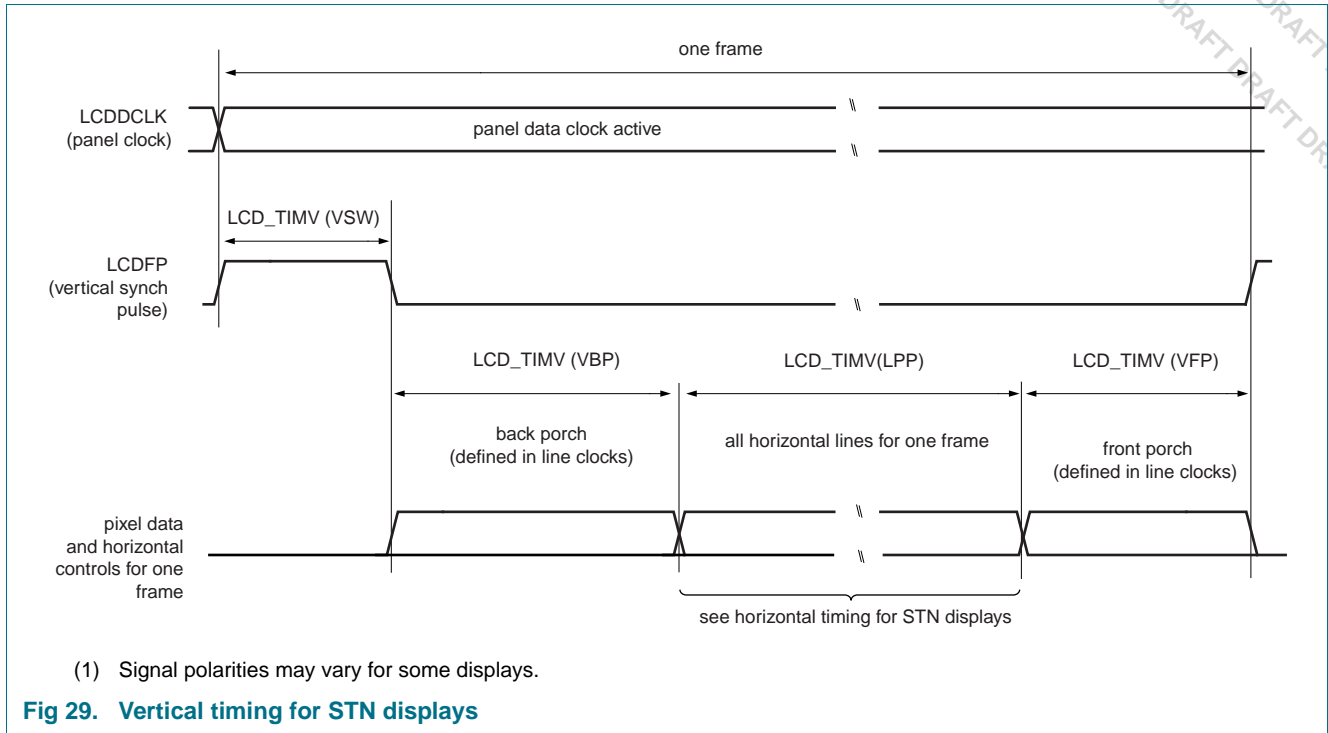 DRAFT DRAFT DRAFT
DRAFT
one frame
LCDDCLK
(panel clock)
panel data clock active
LCD_TIMV (VSW)
LCDFP
(vertical synch
pulse)
LCD_TIMV (VBP)
LCD_TIMV(LPP)
LCD_TIMV (VFP)
back porch
(defined in line clocks)
all horizontal lines for one frame
front porch
(defined in line clocks)
pixel data
and horizontal
controls for one
frame
see horizontal timing for STN displays
(1) Signal polarities may vary for some displays.
Fig 29. Vertical timing for STN displays